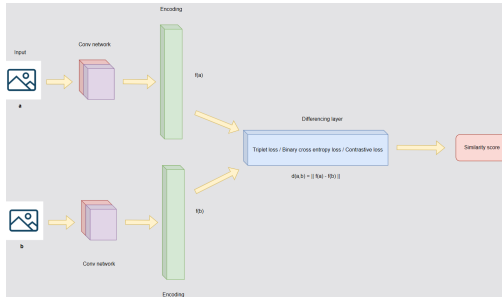 Encoding
Input
Conv network
a
f(a)
Differencing layer
Triplet loss / Binary cross entropy loss / Contrastive loss
Similarity score
d(a,b) = || f(a) - f(b) ||
f(b)
b
Conv network
Encoding